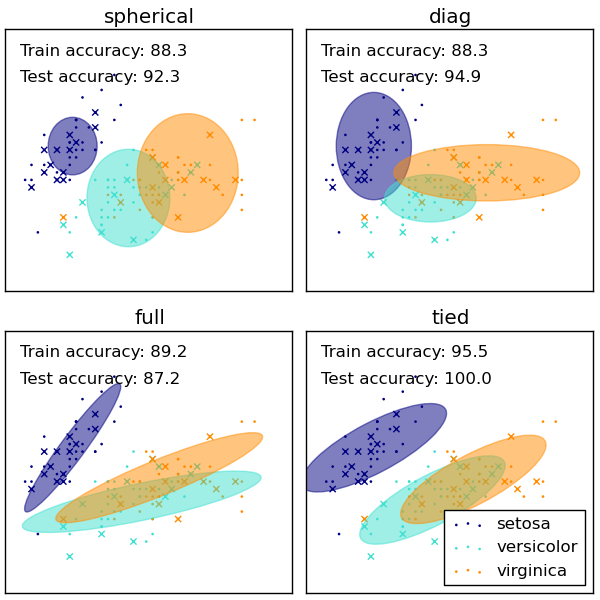 spherical
Train accuracy: 88.3
Test accuracy: 92.3
diag
Train accuracy: 88.3
Test accuracy: 94.9
full
Train accuracy: 89.2
Test accuracy: 87.2
tied
Train accuracy: 95.5
Test accuracy: 100.0
setosa
versicolor
virginica